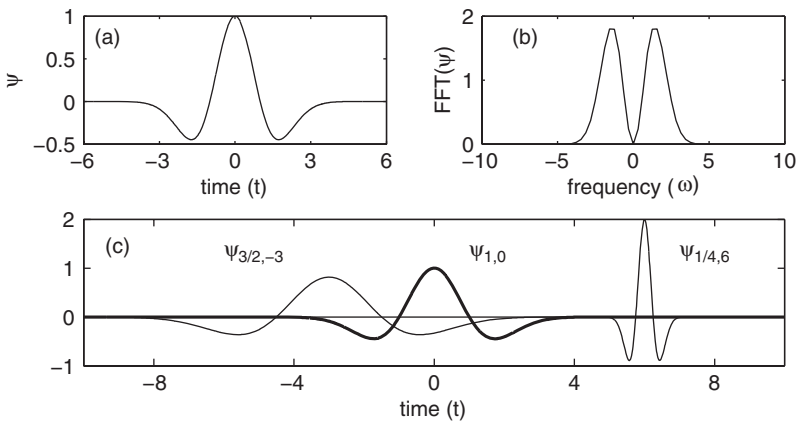 (a)
1
0.5
0
−0.5
ψ
−6 −3 0 3 6
time (t)
(b)
2
1
0
FFT(ψ)
−10 −5 0 5 10
frequency (ω)
(c)
2
1
0
−1
ψ3/2,−3
ψ1,0
ψ1/4,6
−8 −4 0 4 8
time (t)